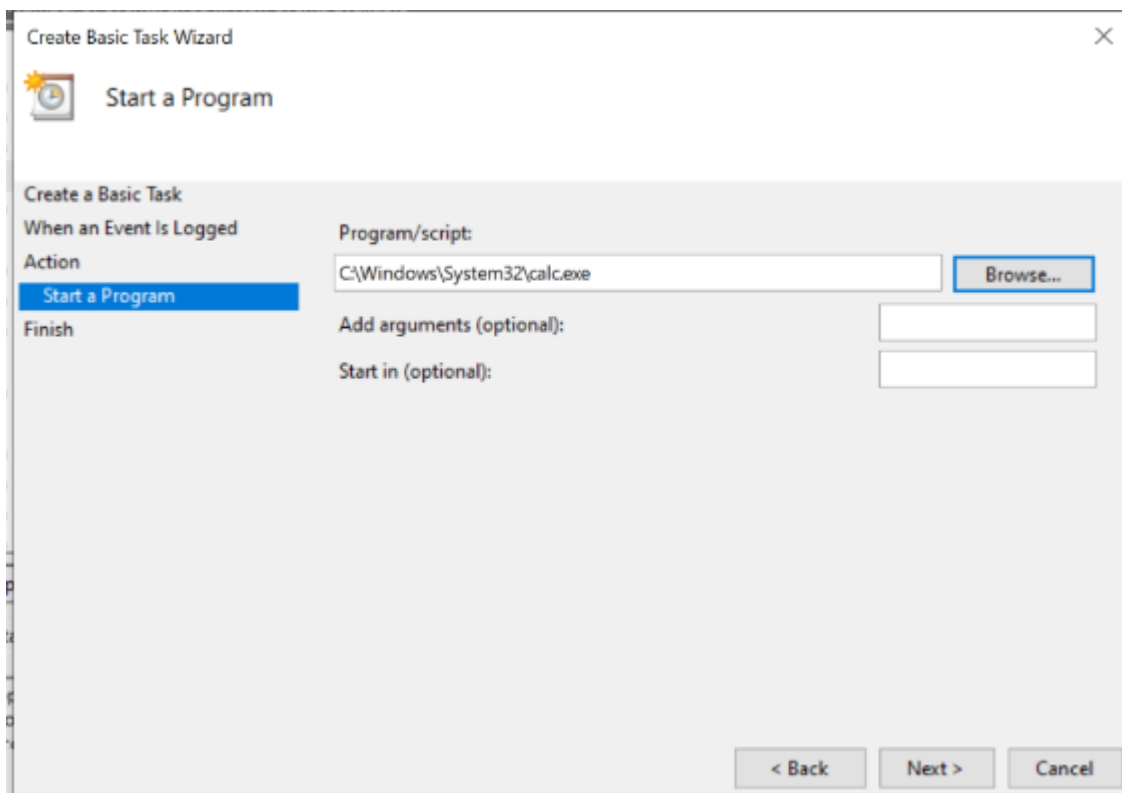 Create Basic Task Wizard
Start a Program
Create a Basic Task
When an Event Is Logged
Action
Start a Program
Finish
Program/script:
C:\Windows\System32\calc.exe
Browse...
Add arguments (optional):
Start in (optional):
< Back
Next >
Cancel